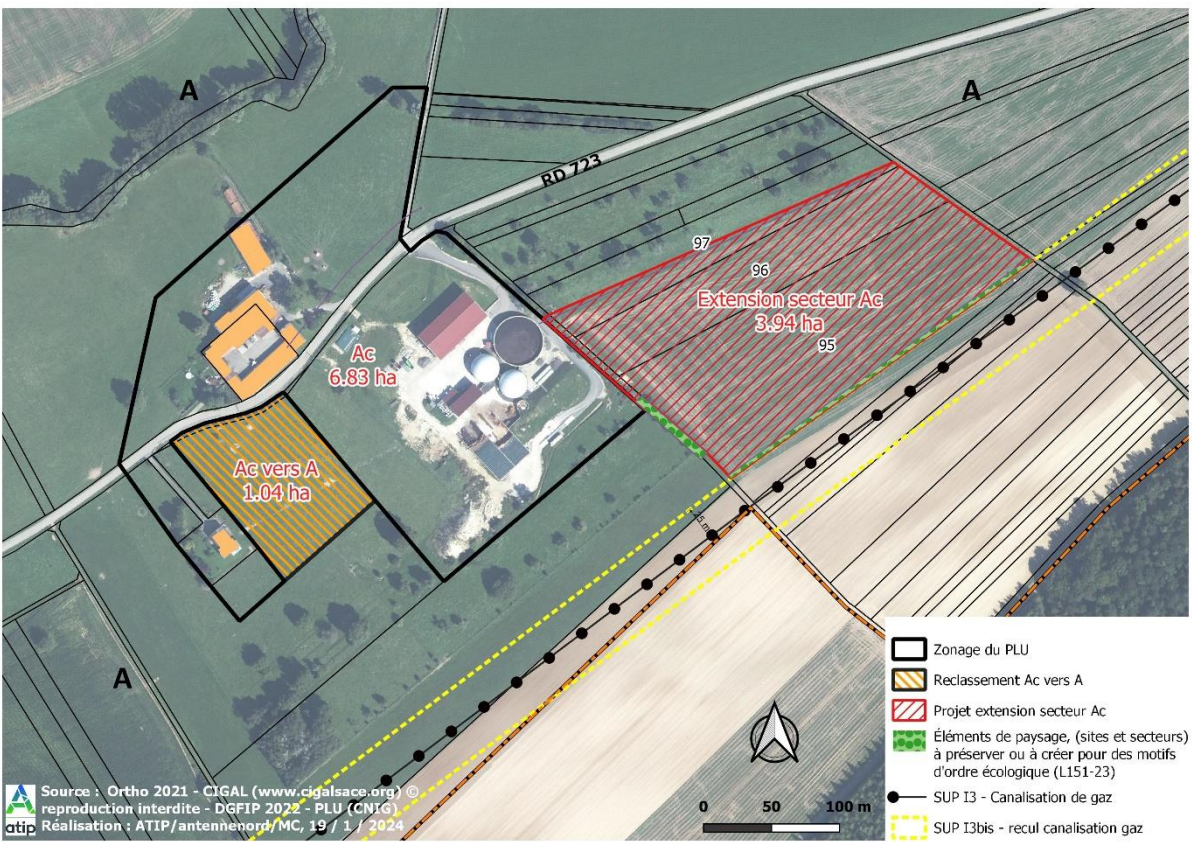 A
A
RD 723
97
96
Extension secteur Ac
3.94 ha
95
Ac
6.83 ha
Ac vers A
1.04 ha
A
Zonage du PLU
Reclassement Ac vers A
Projet extension secteur Ac
Éléments de paysage, (sites et secteurs)
à préserver ou à créer pour des motifs
d'ordre écologique (L151-23)
SUP I3 - Canalisation de gaz
SUP I3bis - recul canalisation gaz
0 50 100 m
atip
Source : Ortho 2021 - CIGAL (www.cigalsace.org) ©
reproduction interdite - DGFIP 2022 - PLU (CNIG)
Réalisation : ATIP/antennenord/MC, 19 / 1 / 2024